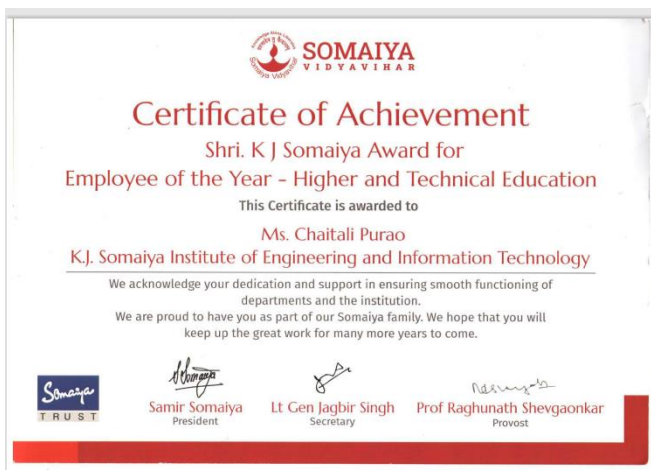 SOMAIYA
VIDYAVIHAR
Somaiya Vidyavihar
Certificate of Achievement
Shri. K J Somaiya Award for
Employee of the Year - Higher and Technical Education
This Certificate is awarded to
Ms. Chaitali Purao
K.J. Somaiya Institute of Engineering and Information Technology
We acknowledge your dedication and support in ensuring smooth functioning of
departments and the institution.
We are proud to have you as part of our Somaiya family. We hope that you will
keep up the great work for many more years to come.
Somaiya
TRUST
SSomaiya
Samir Somaiya
President
Lt Gen Jagbir Singh
Secretary
Prof Raghunath Shevgaonkar
Provost